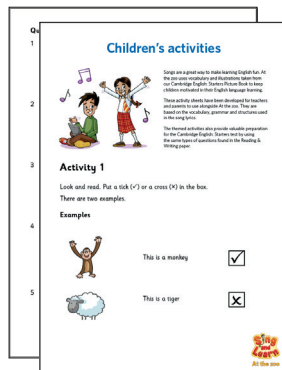 Qu
1
Children's activities
Songs are a great way to make learning English fun. At
the zoo uses vocabulary and illustrations taken from
our Cambridge English: Starters Picture Book to keep
children motivated in their English language learning.
2
These activity sheets have been developed for teachers
and parents to use alongside At the zoo. They are
based on the vocabulary, grammar and structures used
in the song lyrics.
The themed activities also provide valuable preparation
for the Cambridge English: Starters test by using
the same types of questions found in the Reading &
Writing paper.
3
Activity 1
Look and read. Put a tick (✓) or a cross (×) in the box.
There are two examples.
Examples
4
This is a monkey
5
This is a tiger
Sing
and
Learn
At the zoo